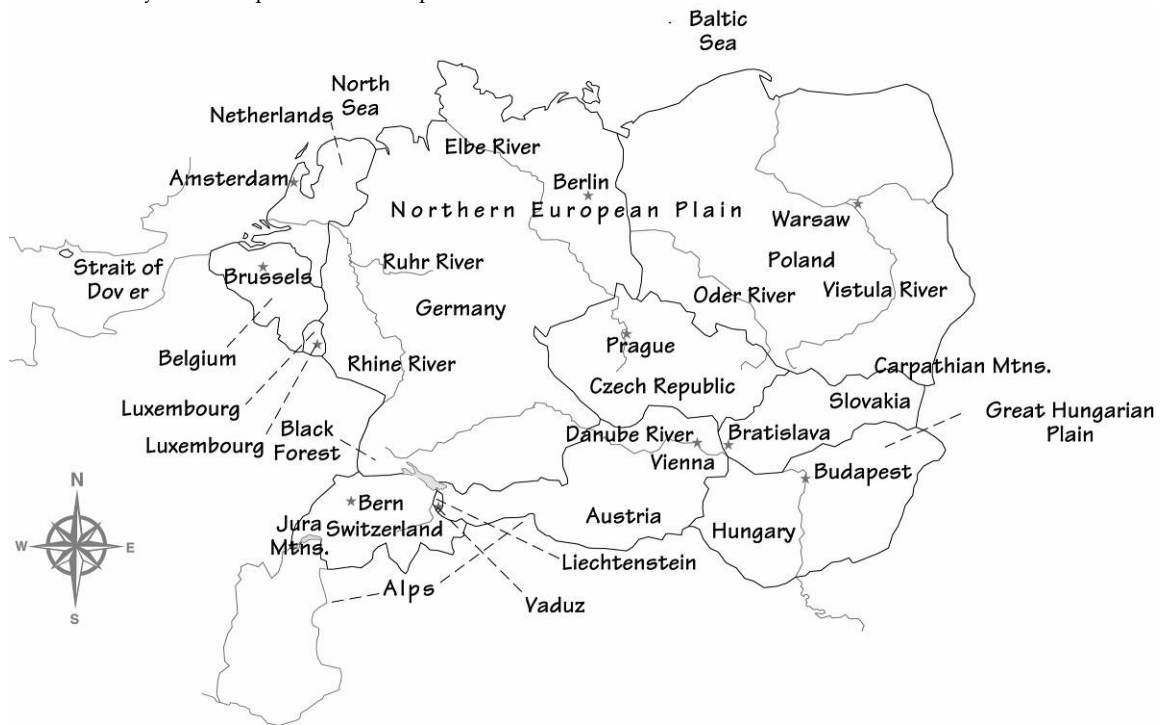 Baltic
Sea
North
Sea
Netherlands
Elbe River
Amsterdam
Berlin
Northern European Plain
Warsaw
Strait of
Dov er
Brussels
Ruhr River
Poland
Oder River
Vistula River
Germany
Belgium
Prague
Rhine River
Czech Republic
Carpathian Mtns.
Slovakia
Luxembourg
Luxembourg
Black
Forest
Danube River
Vienna
Bratislava
Great Hungarian
Plain
Budapest
N
W
E
S
Bern
Switzerland
Jura
Mtns.
Austria
Hungary
Liechtenstein
Alps
Vaduz